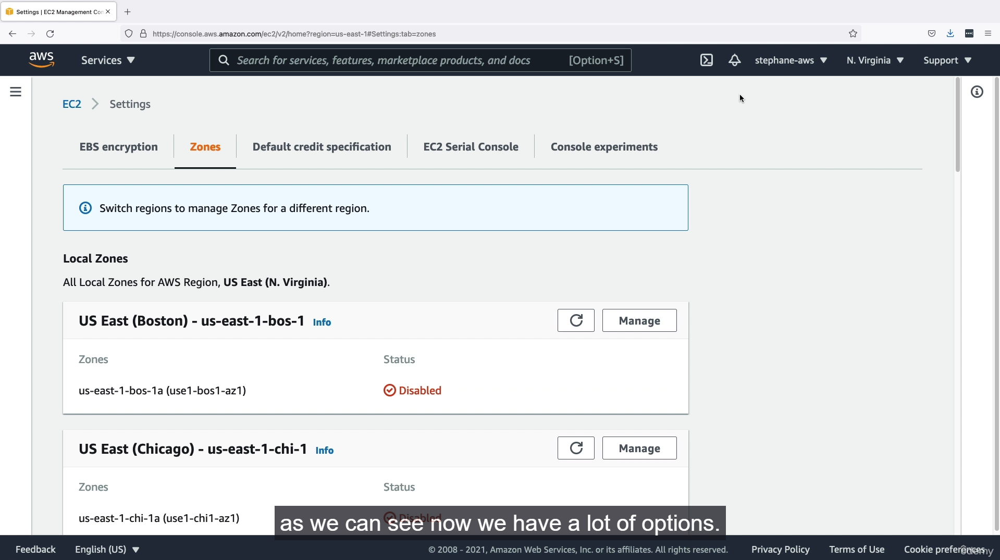 Settings | EC2 Management Con
https://console.aws.amazon.com/ec2/v2/home?region=us-east-1#Settings:tab=zones
aws
Services
Search for services, features, marketplace products, and docs
[Option+S]
stephane-aws
N. Virginia
Support
EC2
Settings
EBS encryption
Zones
Default credit specification
EC2 Serial Console
Console experiments
Switch regions to manage Zones for a different region.
Local Zones
All Local Zones for AWS Region, US East (N. Virginia).
US East (Boston) - us-east-1-bos-1 Info
Manage
Zones
Status
us-east-1-bos-1a (use1-bos1-az1)
Disabled
US East (Chicago) - us-east-1-chi-1 Info
Manage
Zones
Status
us-east-1-chi-1a (use1-chi1-az1)
Disabled
as we can see now we have a lot of options.
Feedback
English (US)
© 2008 - 2021, Amazon Web Services, Inc. or its affiliates. All rights reserved.
Privacy Policy
Terms of Use
Cookie preferences
ûdemy